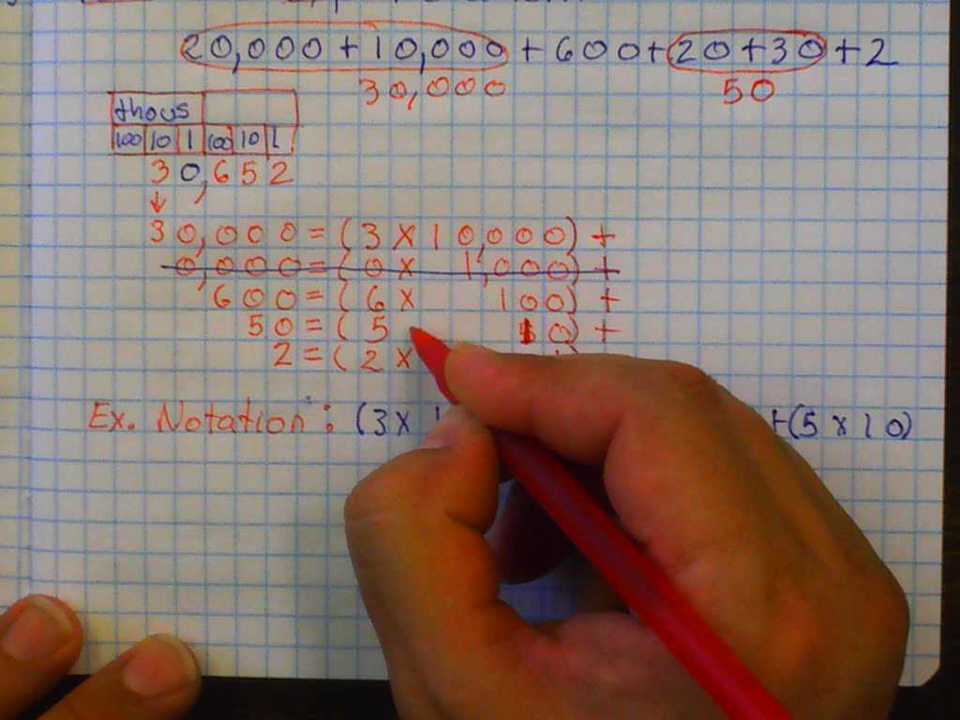 20,000 + 10,000 + 600 + 20 + 30 + 2
30,000 50
thous
100 10 1 100 10 1
30,652
30,000 = (3 x 10,000) +
0,000 = (0 x 1,000) +
600 = (6 x 100) +
50 = (5 10) +
2 = (2 x
Ex. Notation: (3 x +(5 x 10)